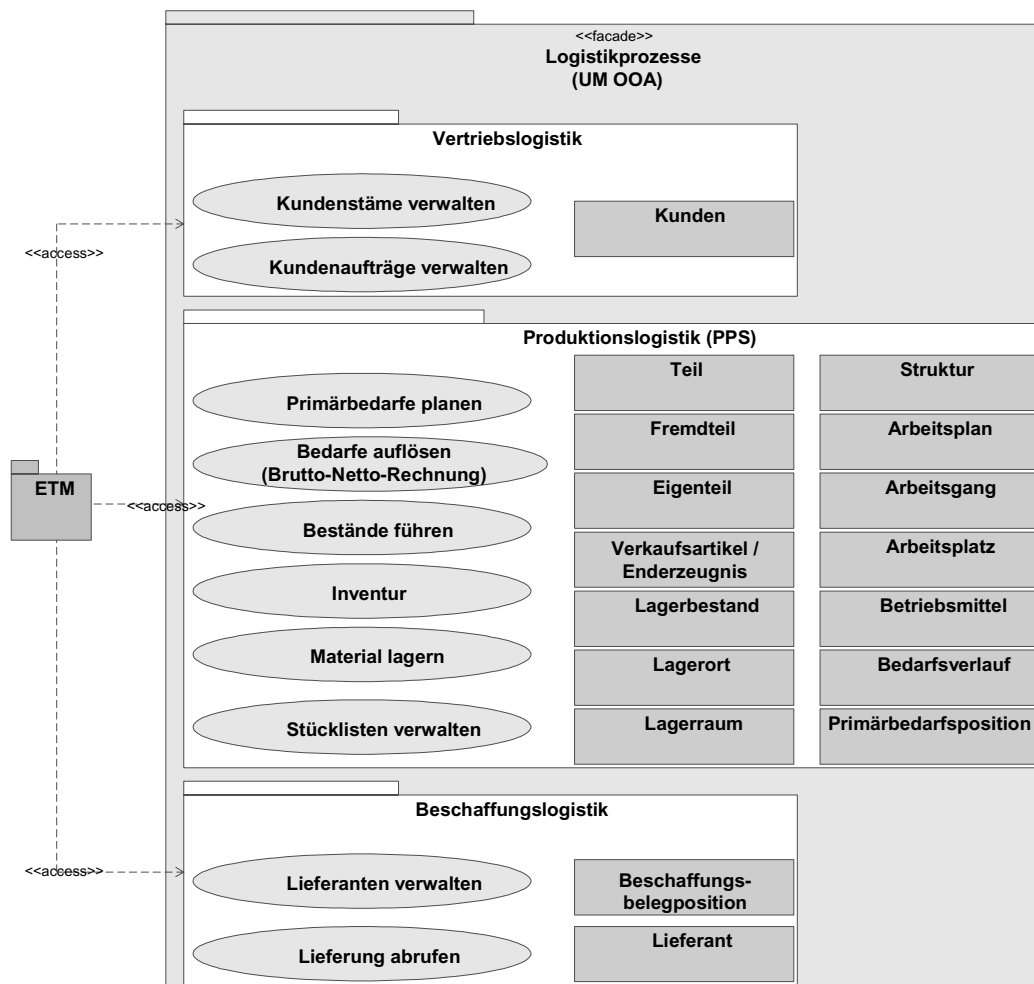 <<facade>>
Logistikprozesse
(UM OOA)
Vertriebslogistik
Kundenstäme verwalten
Kundenaufträge verwalten
Kunden
<<access>>
Produktionslogistik (PPS)
Primärbedarfe planen
Bedarfe auflösen
(Brutto-Netto-Rechnung)
Bestände führen
Inventur
Material lagern
Stücklisten verwalten
Teil
Fremdteil
Eigenteil
Verkaufsartikel /
Enderzeugnis
Lagerbestand
Lagerort
Lagerraum
Struktur
Arbeitsplan
Arbeitsgang
Arbeitsplatz
Betriebsmittel
Bedarfsverlauf
Primärbedarfsposition
ETM
<<access>>
Beschaffungslogistik
<<access>>
Lieferanten verwalten
Lieferung abrufen
Beschaffungs-
belegposition
Lieferant